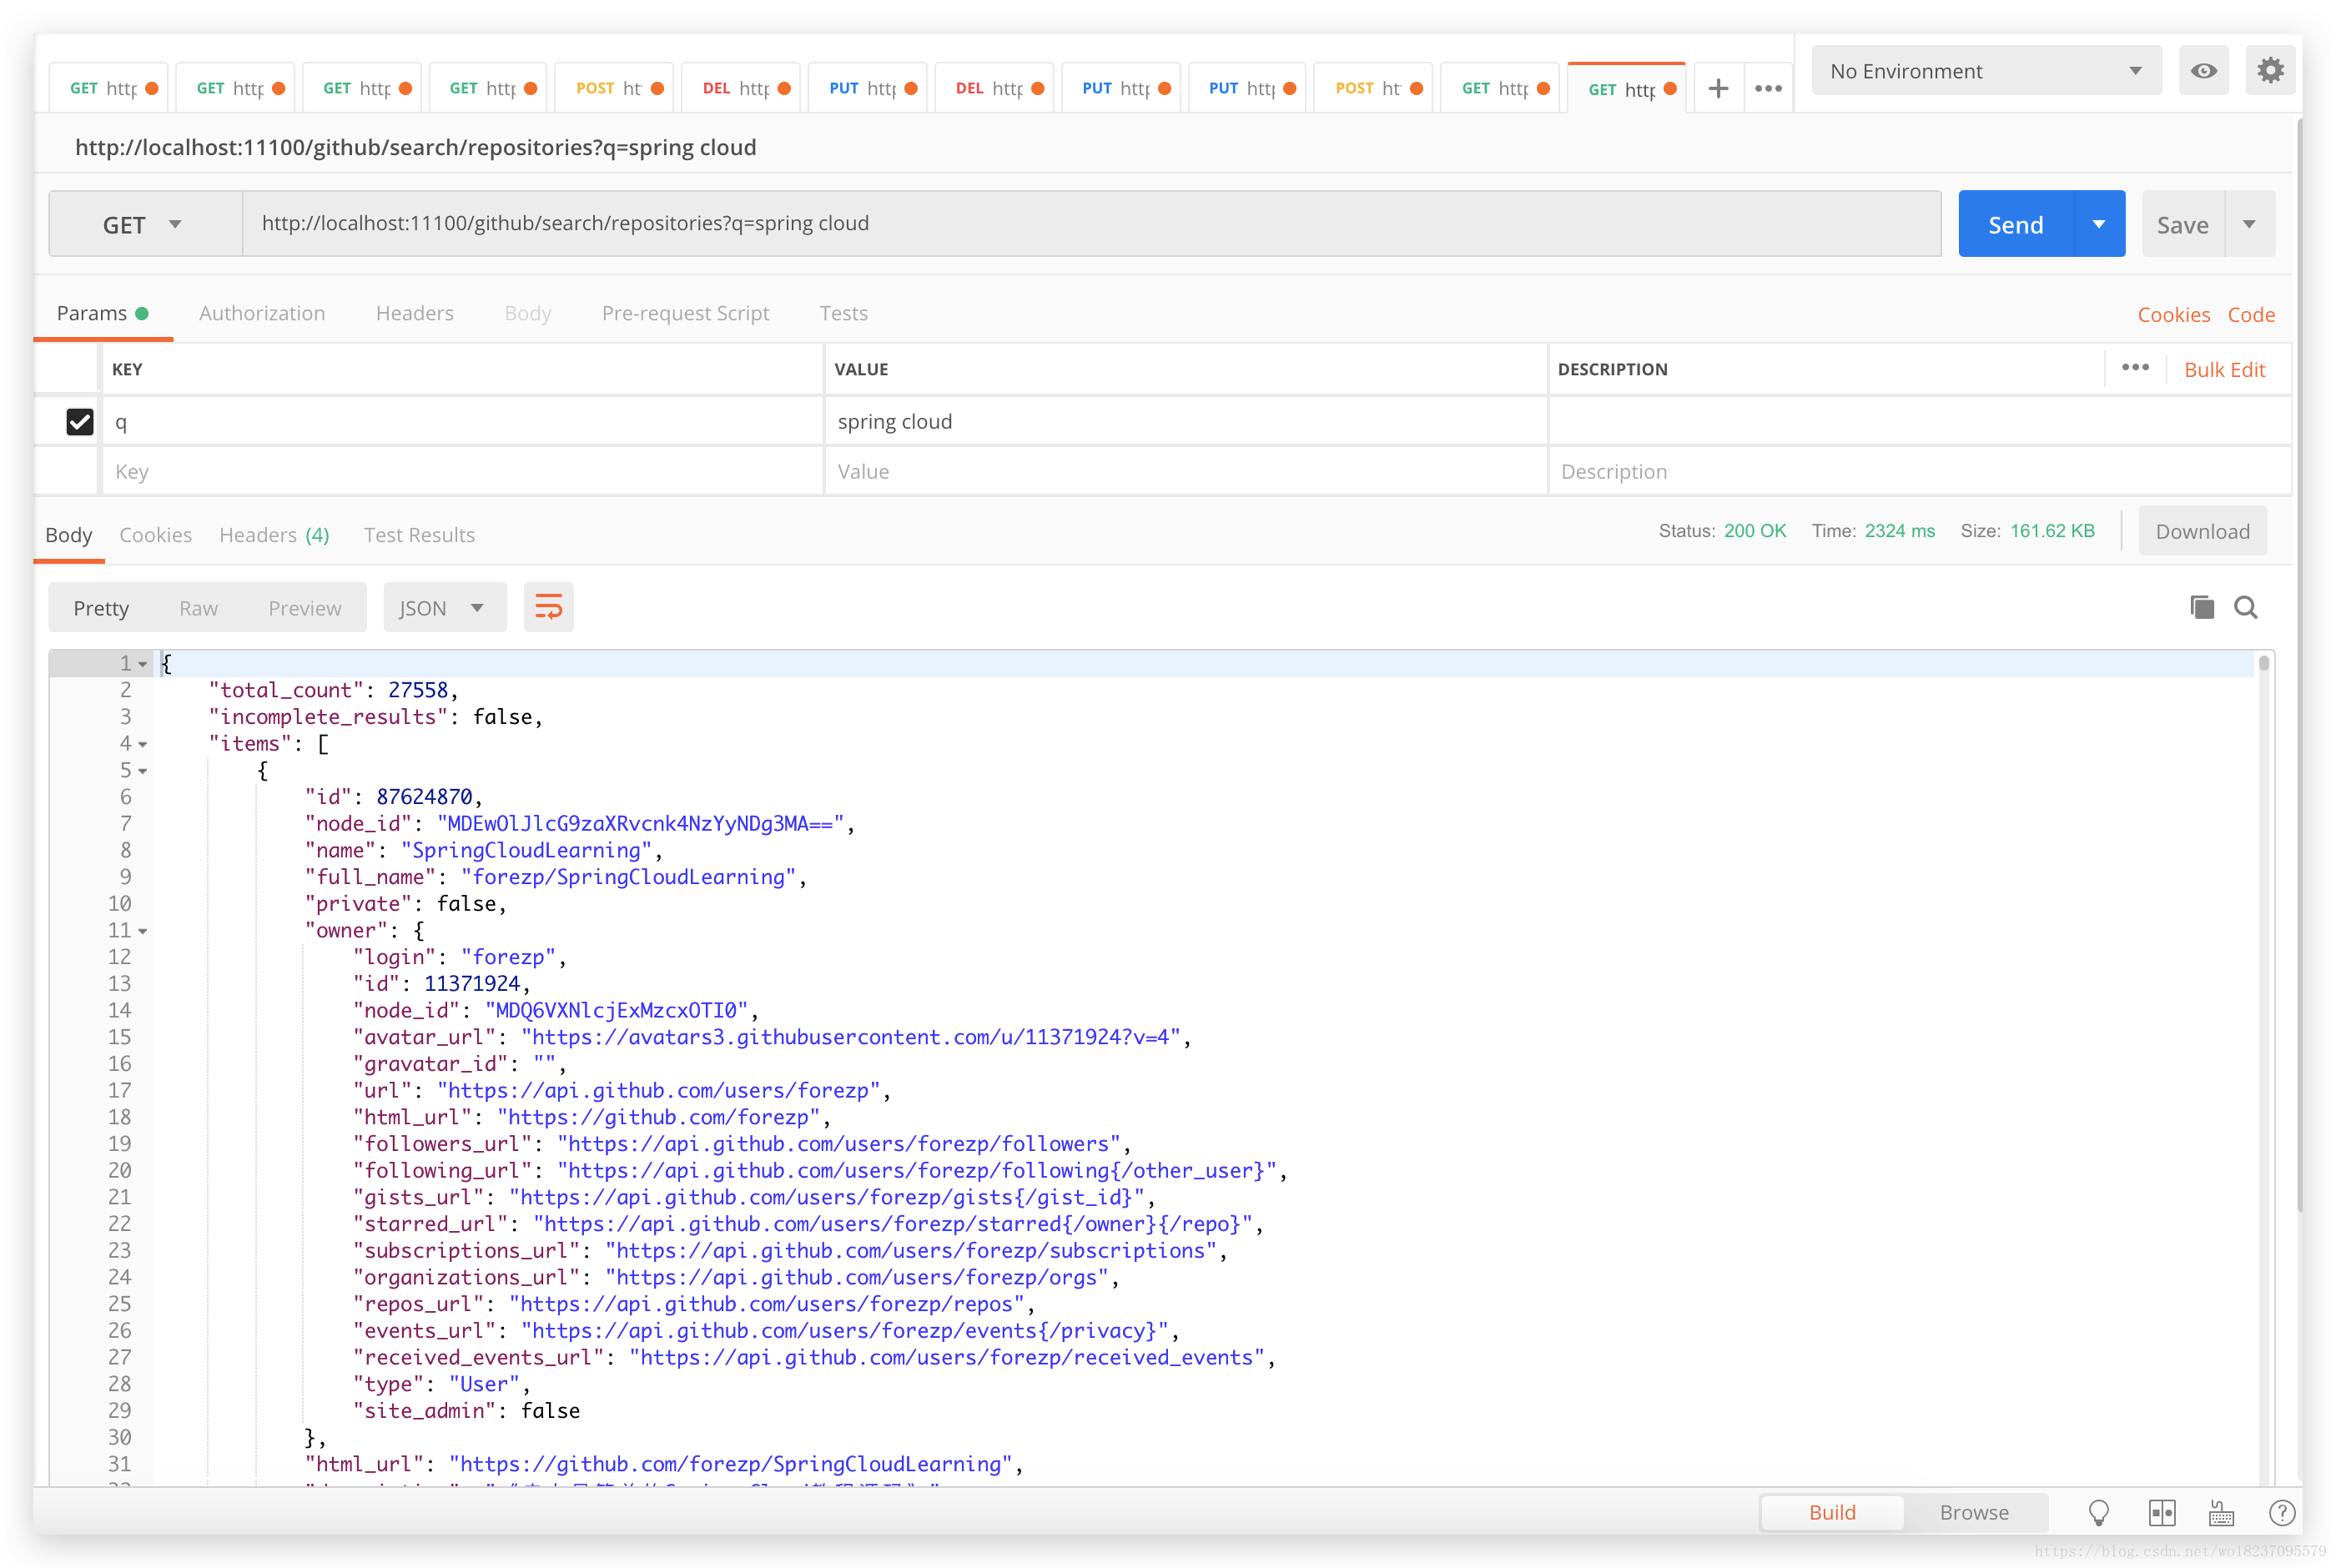 GET http GET http GET http GET http POST ht DEL http PUT http DEL http PUT http PUT http POST ht GET http GET http No Environment
http://localhost:11100/github/search/repositories?q=spring cloud
GET http://localhost:11100/github/search/repositories?q=spring cloud Send Save
Params Authorization Headers Body Pre-request Script Tests Cookies Code
KEY VALUE DESCRIPTION Bulk Edit
q spring cloud
Key Value Description
Body Cookies Headers (4) Test Results Status: 200 OK Time: 2324 ms Size: 161.62 KB Download
Pretty Raw Preview JSON
1 {
2 "total_count": 27558,
3 "incomplete_results": false,
4 "items": [
5 {
6 "id": 87624870,
7 "node_id": "MDEwOlJlcG9zaXRvcnk4NzYyNDg3MA==",
8 "name": "SpringCloudLearning",
9 "full_name": "forezp/SpringCloudLearning",
10 "private": false,
11 "owner": {
12 "login": "forezp",
13 "id": 11371924,
14 "node_id": "MDQ6VXNlcjExMzcxOTI0",
15 "avatar_url": "https://avatars3.githubusercontent.com/u/11371924?v=4",
16 "gravatar_id": "",
17 "url": "https://api.github.com/users/forezp",
18 "html_url": "https://github.com/forezp",
19 "followers_url": "https://api.github.com/users/forezp/followers",
20 "following_url": "https://api.github.com/users/forezp/following{/other_user}",
21 "gists_url": "https://api.github.com/users/forezp/gists{/gist_id}",
22 "starred_url": "https://api.github.com/users/forezp/starred{/owner}{/repo}",
23 "subscriptions_url": "https://api.github.com/users/forezp/subscriptions",
24 "organizations_url": "https://api.github.com/users/forezp/orgs",
25 "repos_url": "https://api.github.com/users/forezp/repos",
26 "events_url": "https://api.github.com/users/forezp/events{/privacy}",
27 "received_events_url": "https://api.github.com/users/forezp/received_events",
28 "type": "User",
29 "site_admin": false
30 },
31 "html_url": "https://github.com/forezp/SpringCloudLearning",
Build Browse
https://blog.csdn.net/wo18237095579